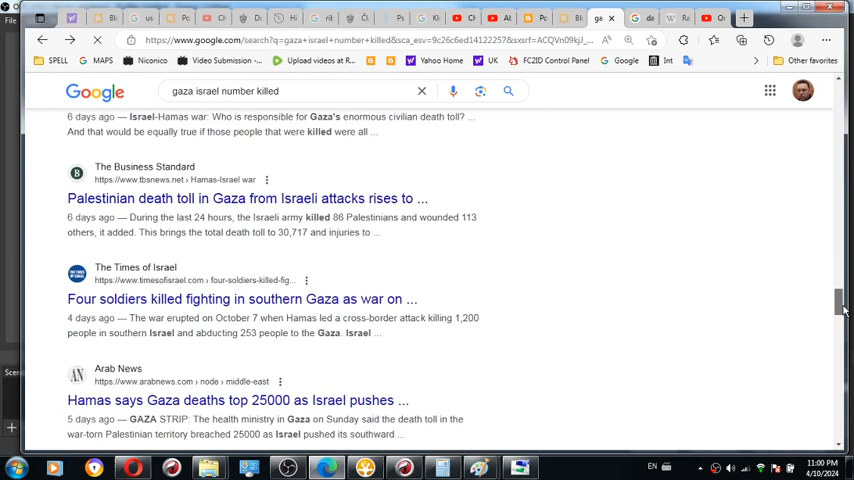 https://www.google.com/search?q=gaza+israel+number+killed&sca_esv=9c26c6ed14122257&sxsrf=ACQVn09kjJ_...
SPELL
MAPS
Niconico
Video Submission - ...
Upload videos at R...
Yahoo Home
UK
FC2ID Control Panel
Google
Int
Other favorites
Google
gaza israel number killed
6 days ago — Israel-Hamas war: Who is responsible for Gaza's enormous civilian death toll? ...
And that would be equally true if those people that were killed were all ...
The Business Standard
https://www.tbsnews.net › Hamas-Israel war
Palestinian death toll in Gaza from Israeli attacks rises to ...
6 days ago — During the last 24 hours, the Israeli army killed 86 Palestinians and wounded 113
others, it added. This brings the total death toll to 30,717 and injuries to ...
The Times of Israel
https://www.timesofisrael.com › four-soldiers-killed-fig...
Four soldiers killed fighting in southern Gaza as war on ...
4 days ago — The war erupted on October 7 when Hamas led a cross-border attack killing 1,200
people in southern Israel and abducting 253 people to the Gaza. Israel ...
Arab News
https://www.arabnews.com › node › middle-east
Hamas says Gaza deaths top 25000 as Israel pushes ...
5 days ago — GAZA STRIP: The health ministry in Gaza on Sunday said the death toll in the
war-torn Palestinian territory breached 25000 as Israel pushed its southward ...
EN
11:00 PM
4/10/2024